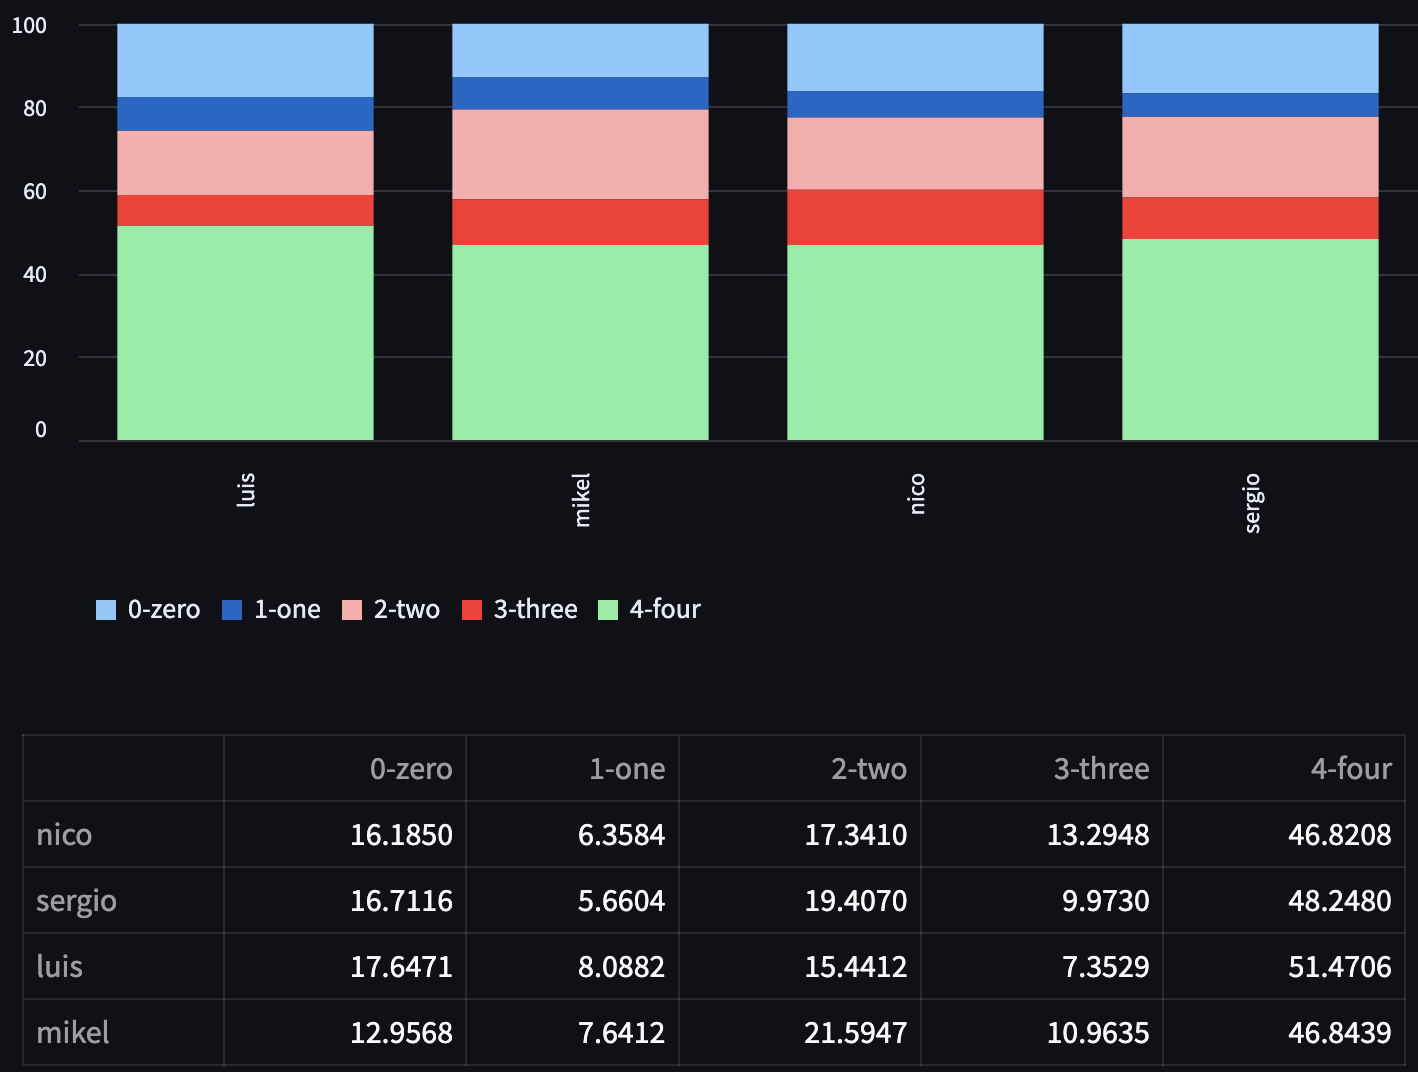 100
80
60
40
20
0
luis mikel nico sergio
0-zero 1-one 2-two 3-three 4-four
0-zero 1-one 2-two 3-three 4-four
nico 16.1850 6.3584 17.3410 13.2948 46.8208
sergio 16.7116 5.6604 19.4070 9.9730 48.2480
luis 17.6471 8.0882 15.4412 7.3529 51.4706
mikel 12.9568 7.6412 21.5947 10.9635 46.8439